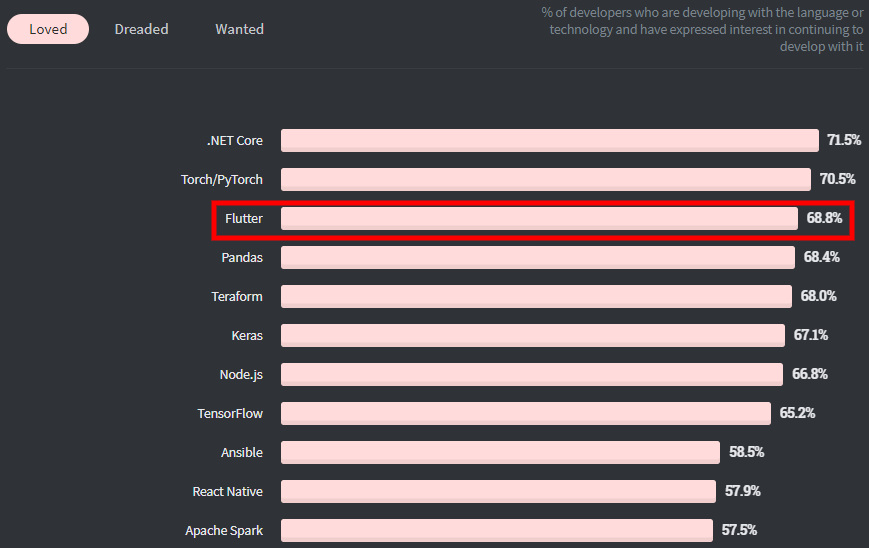 Loved Dreaded Wanted
% of developers who are developing with the language or
technology and have expressed interest in continuing to
develop with it
.NET Core 71.5%
Torch/PyTorch 70.5%
Flutter 68.8%
Pandas 68.4%
Teraform 68.0%
Keras 67.1%
Node.js 66.8%
TensorFlow 65.2%
Ansible 58.5%
React Native 57.9%
Apache Spark 57.5%